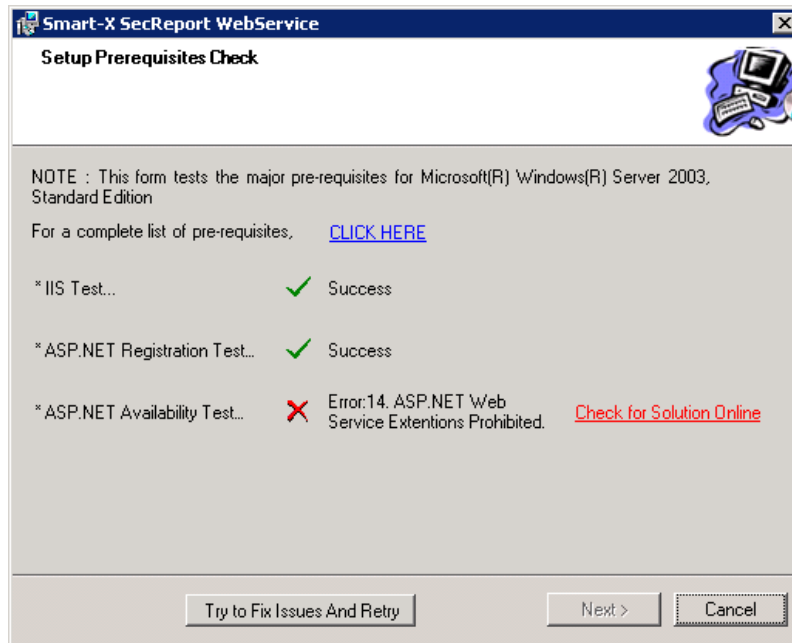 Smart-X SecReport WebService
Setup Prerequisites Check
NOTE : This form tests the major pre-requisites for Microsoft(R) Windows(R) Server 2003,
Standard Edition
For a complete list of pre-requisites, CLICK HERE
*IIS Test... Success
*ASP.NET Registration Test... Success
*ASP.NET Availability Test... Error:14. ASP.NET Web
Service Extentions Prohibited. Check for Solution Online
Try to Fix Issues And Retry Next > Cancel